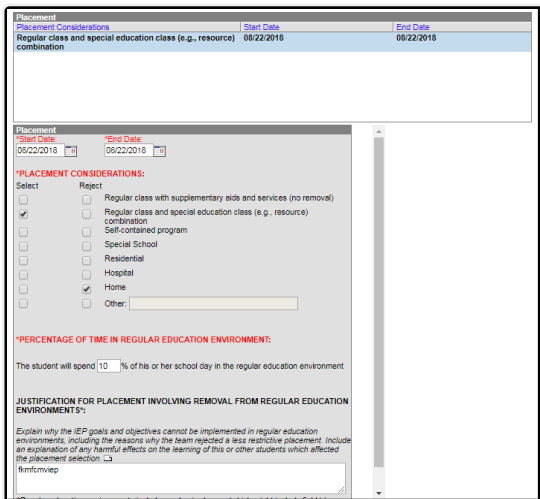 Placement
Placement Considerations Start Date End Date
Regular class and special education class (e.g., resource) 08/22/2018 08/22/2018
combination
Placement
*Start Date: *End Date:
08/22/2018 08/22/2018
*PLACEMENT CONSIDERATIONS:
Select Reject
Regular class with supplementary aids and services (no removal)
Regular class and special education class (e.g., resource)
combination
Self-contained program
Special School
Residential
Hospital
Home
Other:
*PERCENTAGE OF TIME IN REGULAR EDUCATION ENVIRONMENT:
The student will spend 10 % of his or her school day in the regular education environment
JUSTIFICATION FOR PLACEMENT INVOLVING REMOVAL FROM REGULAR EDUCATION
ENVIRONMENTS*:
Explain why the IEP goals and objectives cannot be implemented in regular education
environments, including the reasons why the team rejected a less restrictive placement. Include
an explanation of any harmful effects on the learning of this or other students which affected
the placement selection.
fkmfcmviep